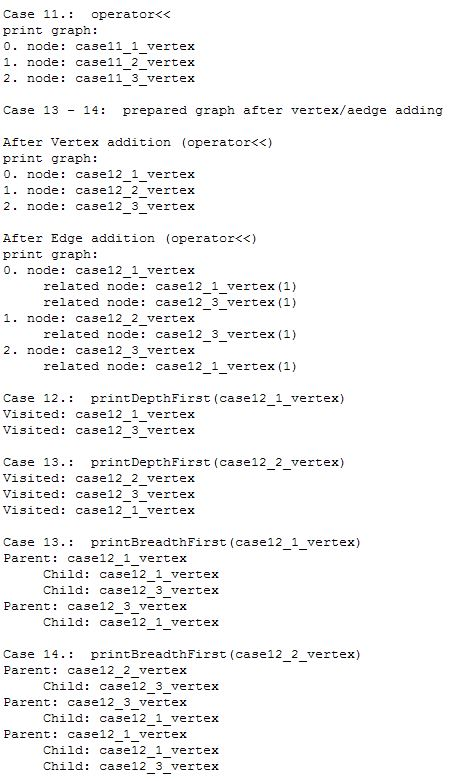 Case 11.:  operator<<
print graph:
0. node: case11_1_vertex
1. node: case11_2_vertex
2. node: case11_3_vertex

Case 13 - 14:  prepared graph after vertex/aedge adding

After Vertex addition (operator<<)
print graph:
0. node: case12_1_vertex
1. node: case12_2_vertex
2. node: case12_3_vertex

After Edge addition (operator<<)
print graph:
0. node: case12_1_vertex
     related node: case12_1_vertex(1)
     related node: case12_3_vertex(1)
1. node: case12_2_vertex
     related node: case12_3_vertex(1)
2. node: case12_3_vertex
     related node: case12_1_vertex(1)

Case 12.:  printDepthFirst(case12_1_vertex)
Visited: case12_1_vertex
Visited: case12_3_vertex

Case 13.:  printDepthFirst(case12_2_vertex)
Visited: case12_2_vertex
Visited: case12_3_vertex
Visited: case12_1_vertex

Case 13.:  printBreadthFirst(case12_1_vertex)
Parent: case12_1_vertex
     Child: case12_1_vertex
     Child: case12_3_vertex
Parent: case12_3_vertex
     Child: case12_1_vertex

Case 14.:  printBreadthFirst(case12_2_vertex)
Parent: case12_2_vertex
     Child: case12_3_vertex
Parent: case12_3_vertex
     Child: case12_1_vertex
Parent: case12_1_vertex
     Child: case12_1_vertex
     Child: case12_3_vertex